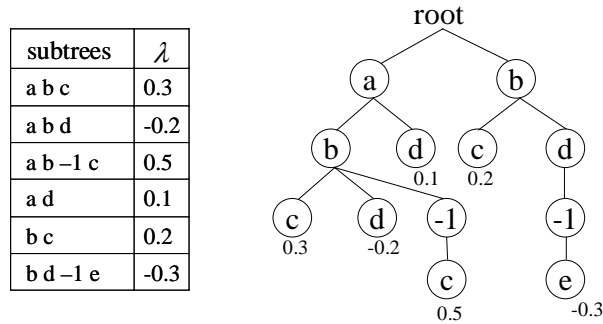 subtrees λ
a b c 0.3
a b d -0.2
a b –1 c 0.5
a d 0.1
b c 0.2
b d –1 e -0.3
root
a b
b d c d
0.1 0.2
c d -1 -1
0.3 -0.2
c e
0.5 -0.3